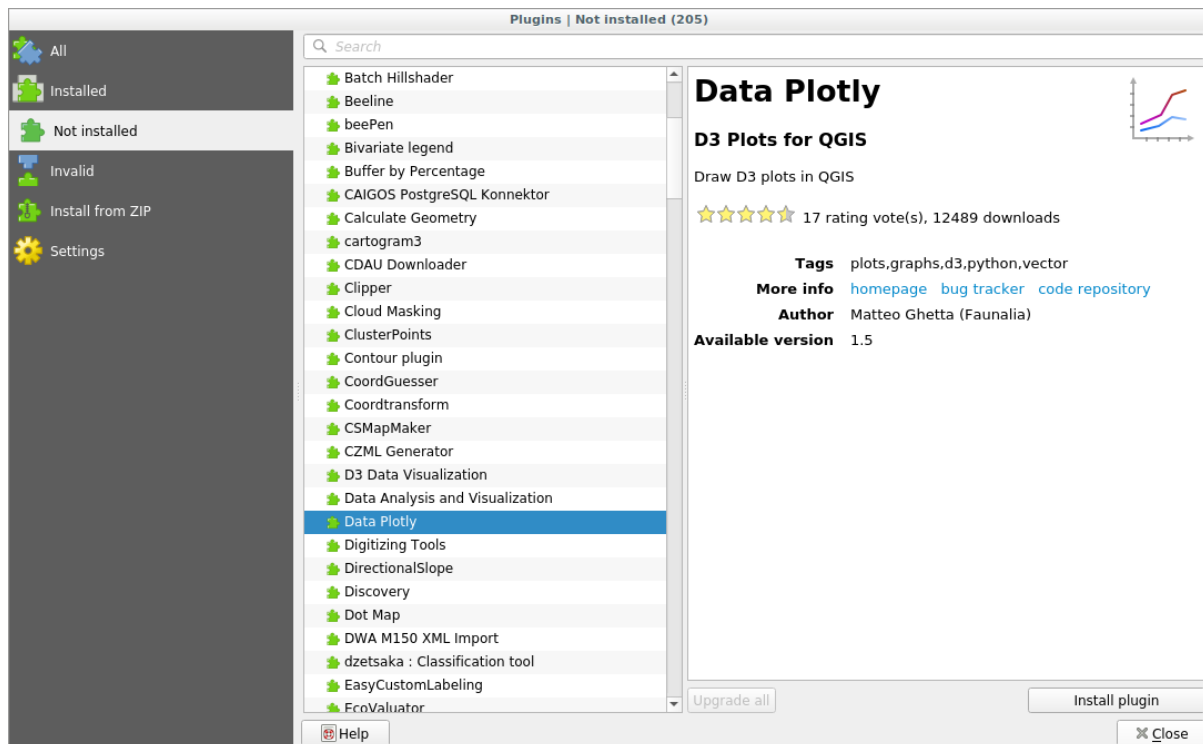 Plugins | Not installed (205)
All
Installed
Not installed
Invalid
Install from ZIP
Settings
Search
Batch Hillshader
Beeline
beePen
Bivariate legend
Buffer by Percentage
CAIGOS PostgreSQL Konnektor
Calculate Geometry
cartogram3
CDAU Downloader
Clipper
Cloud Masking
ClusterPoints
Contour plugin
CoordGuesser
Coordtransform
CSMapMaker
CZML Generator
D3 Data Visualization
Data Analysis and Visualization
Data Plotly
Digitizing Tools
DirectionalSlope
Discovery
Dot Map
DWA M150 XML Import
dzetsaka : Classification tool
EasyCustomLabeling
EcoValuator
Data Plotly
D3 Plots for QGIS
Draw D3 plots in QGIS
17 rating vote(s), 12489 downloads
Tags plots,graphs,d3,python,vector
More info homepage bug tracker code repository
Author Matteo Ghetta (Faunalia)
Available version 1.5
Upgrade all
Install plugin
Help
Close